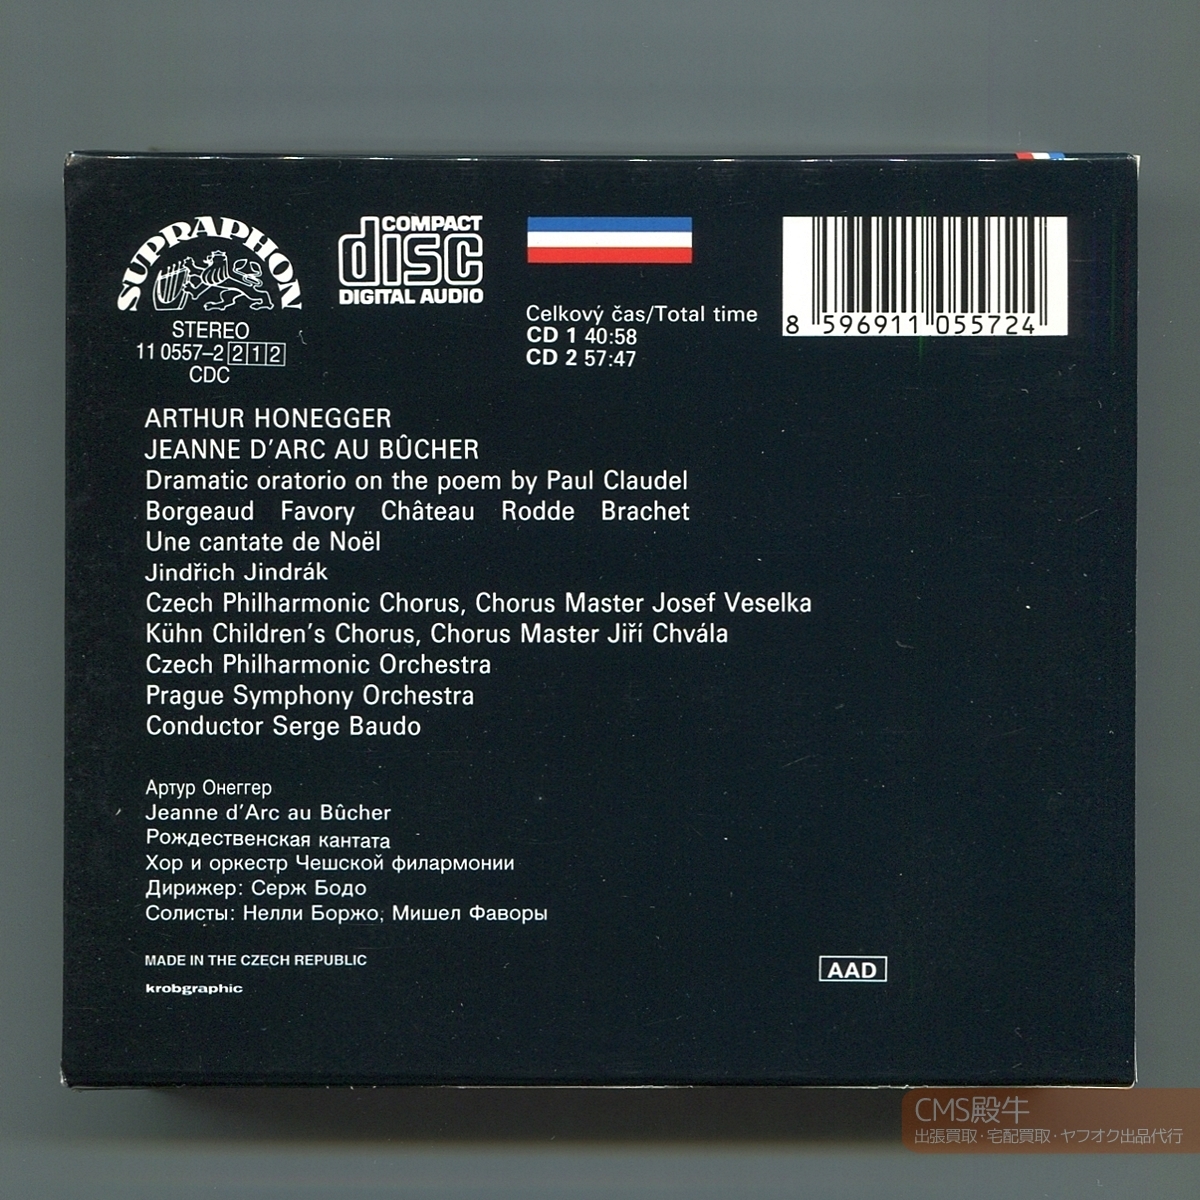 SUPRAPHON
STEREO
11 0557-2 212
CDC
COMPACT
disc
DIGITAL AUDIO
Celkový čas/Total time
CD 1 40:58
CD 2 57:47
8 596911 055724
ARTHUR HONEGGER
JEANNE D'ARC AU BÛCHER
Dramatic oratorio on the poem by Paul Claudel
Borgeaud Favory Château Rodde Brachet
Une cantate de Noël
Jindřich Jindrák
Czech Philharmonic Chorus, Chorus Master Josef Veselka
Kühn Children's Chorus, Chorus Master Jiří Chvála
Czech Philharmonic Orchestra
Prague Symphony Orchestra
Conductor Serge Baudo
Артур Онеггер
Jeanne d'Arc au Bûcher
Рождественская кантата
Хор и оркестр Чешской филармонии
Дирижер: Серж Бодо
Солисты: Нелли Боржо, Мишел Фаворы
MADE IN THE CZECH REPUBLIC
krobgraphic
AAD
CMS殿牛
出張買取·宅配買取·ヤフオク出品代行